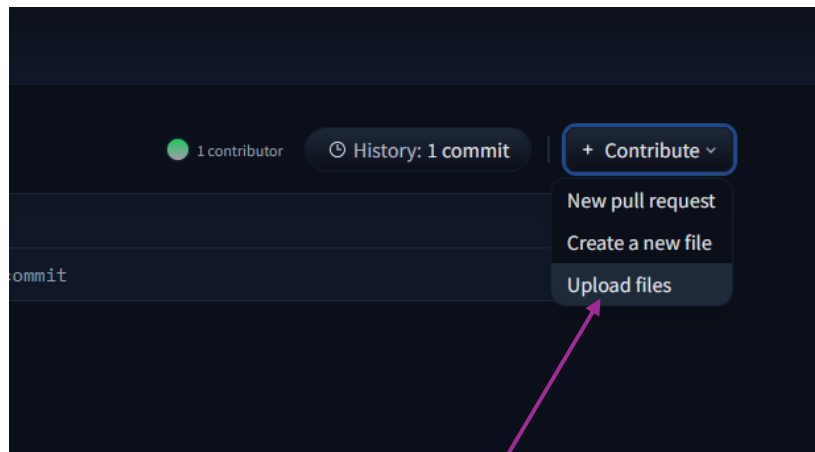 1 contributor
History: 1 commit
+ Contribute
New pull request
Create a new file
commit
Upload files